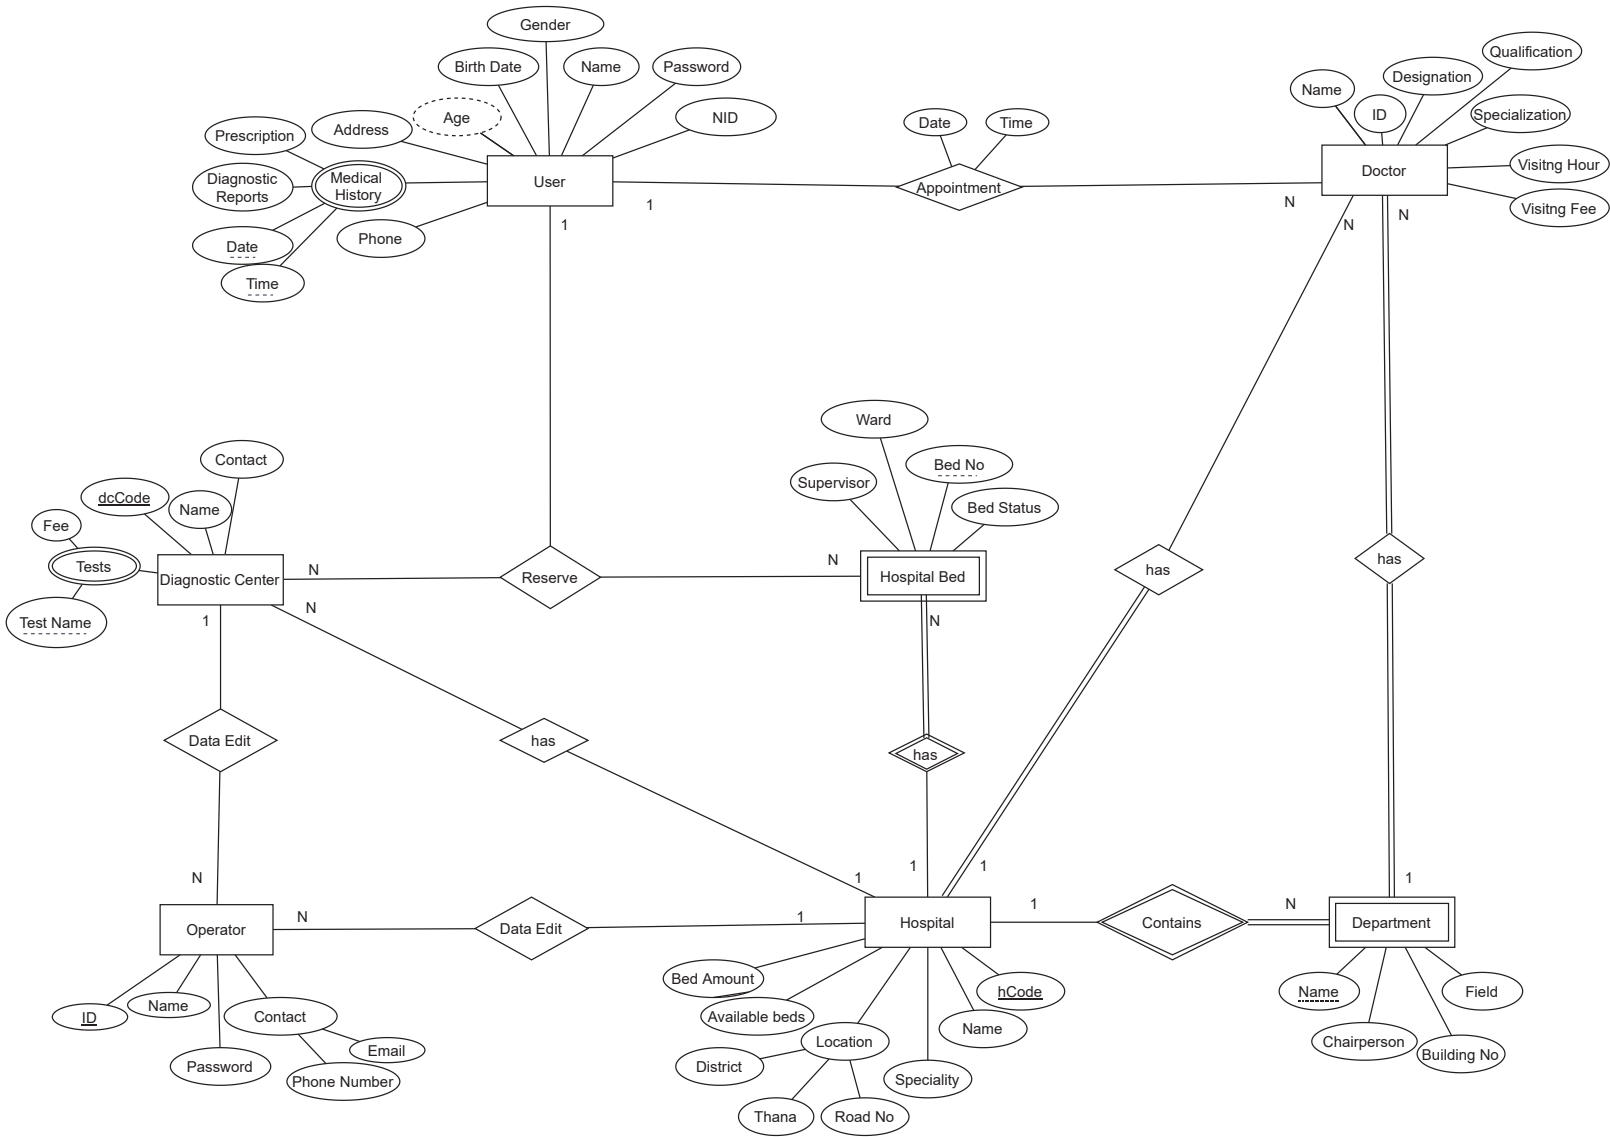 Gender
Birth Date
Name
Password
Age
NID
Address
Prescription
Diagnostic
Reports
Medical
History
User
Date
Phone
Time
1
1
Date
Time
Appointment
Qualification
Designation
Name
ID
Specialization
Visitng Hour
Doctor
Visitng Fee
N
N
N
Ward
Bed No
Supervisor
Bed Status
Hospital Bed
N
N
Contact
dcCode
Name
Fee
Tests
Diagnostic Center
Test Name
N
N
1
Reserve
has
has
Data Edit
has
has
N
1
1
1
1
N
1
Operator
N
Data Edit
1
Hospital
1
Contains
N
Department
ID
Name
Contact
Email
Password
Phone Number
Bed Amount
Available beds
hCode
Name
Location
District
Thana
Road No
Speciality
Name
Field
Chairperson
Building No